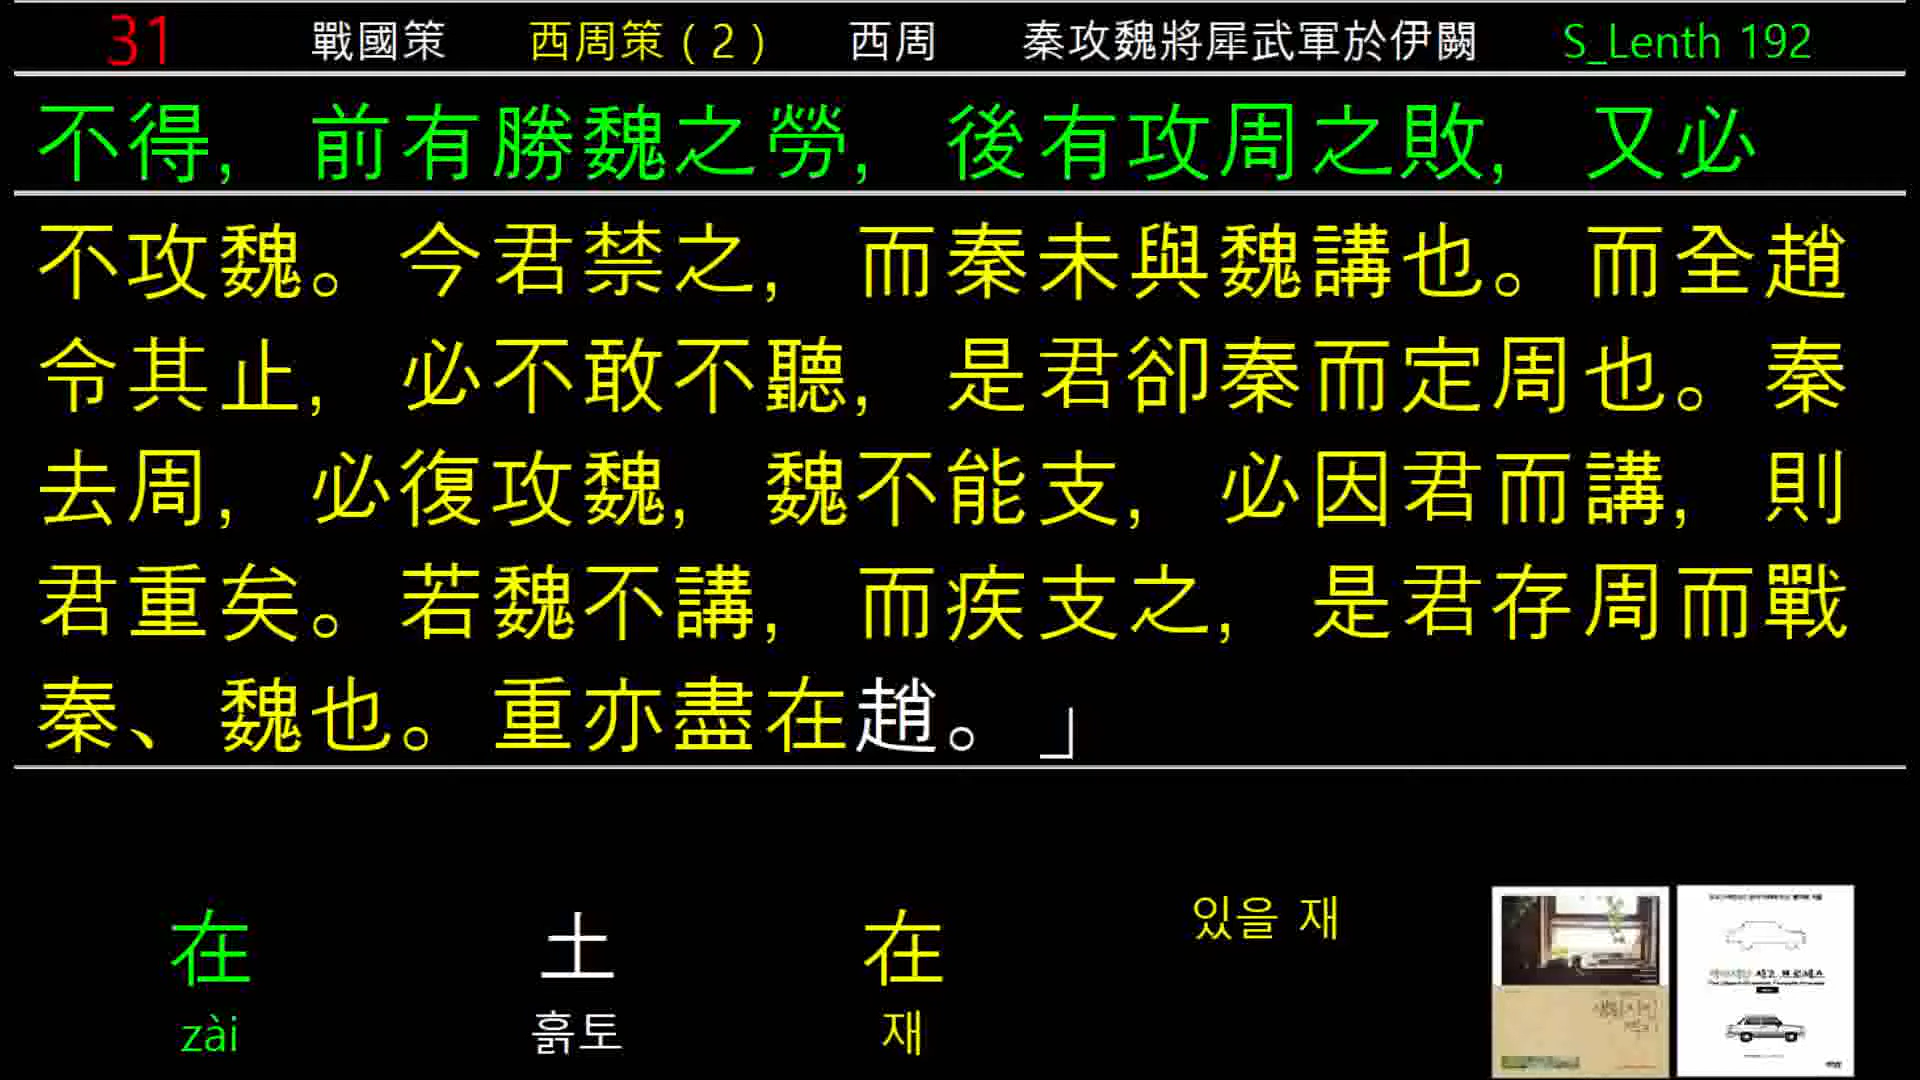 31 戰國策 西周策 ( 2 ) 西周 秦攻魏將犀武軍於伊闕 S_Lenth 192
不得, 前有勝魏之勞, 後有攻周之敗, 又必
不攻魏。今君禁之, 而秦未與魏講也。而全趙
令其止, 必不敢不聽, 是君卻秦而定周也。秦
去周, 必復攻魏, 魏不能支, 必因君而講, 則
君重矣。若魏不講, 而疾支之, 是君存周而戰
秦、魏也。重亦盡在趙。」
在 土 在 있을 재
zài 흙토 재